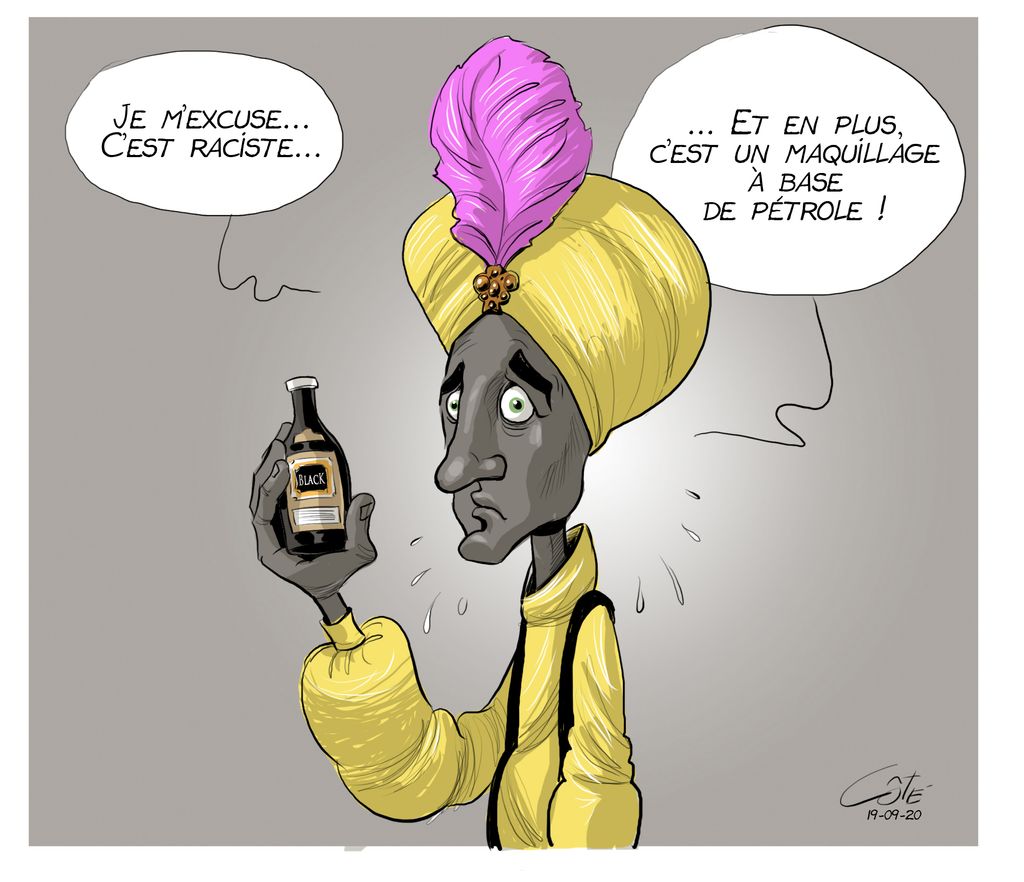 JE M'EXCUSE...
C'EST RACISTE...
... ET EN PLUS,
C'EST UN MAQUILLAGE
À BASE
DE PÉTROLE !
BLACK
CÔTÉ
19-09-20